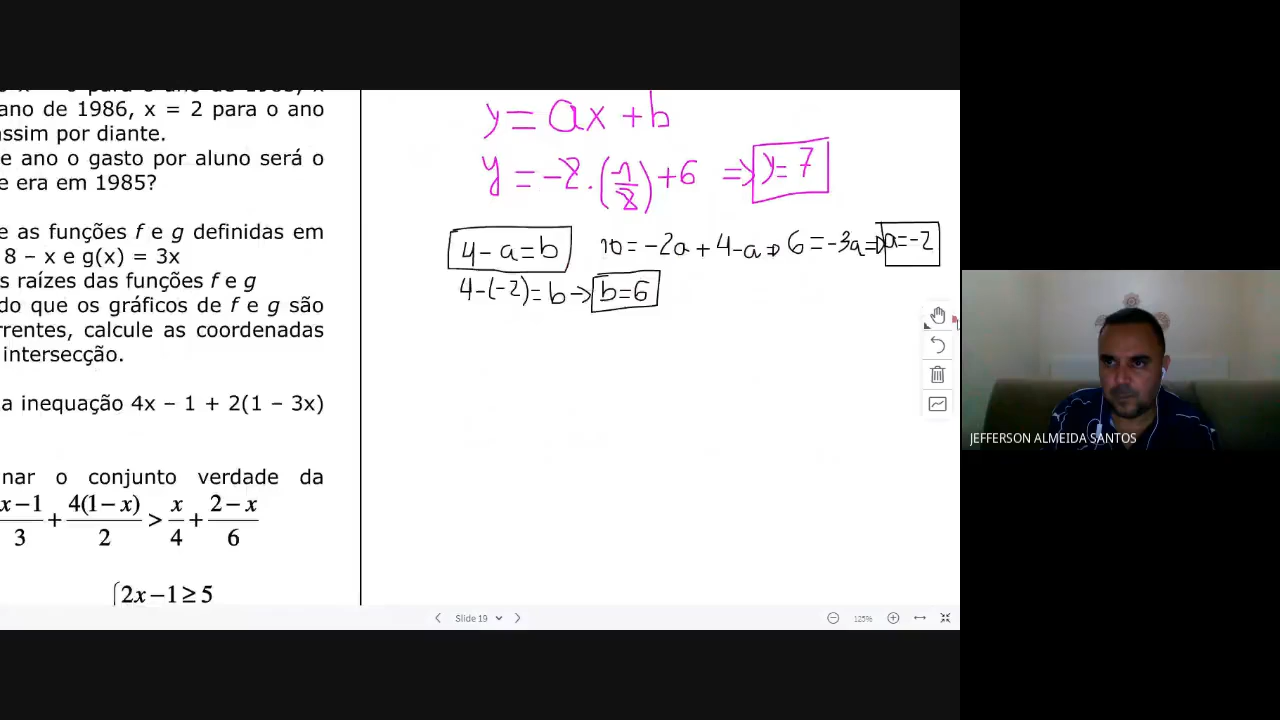 ano de 1986, x = 2 para o ano
assim por diante.
e ano o gasto por aluno será o
e era em 1985?
e as funções f e g definidas em
8 – x e g(x) = 3x
s raízes das funções f e g
do que os gráficos de f e g são
rrentes, calcule as coordenadas
intersecção.
a inequação 4x – 1 + 2(1 – 3x)
nar o conjunto verdade da
x−1/3 + 4(1−x)/2 > x/4 + 2−x/6
{2x−1≥5
y = ax + b
y = -2.(1/2)+6 => y=7
4-a=b 10=-2a+4-a => 6=-3a => a=-2
4-(-2)=b → b=6
Slide 19
125%
JEFFERSON ALMEIDA SANTOS